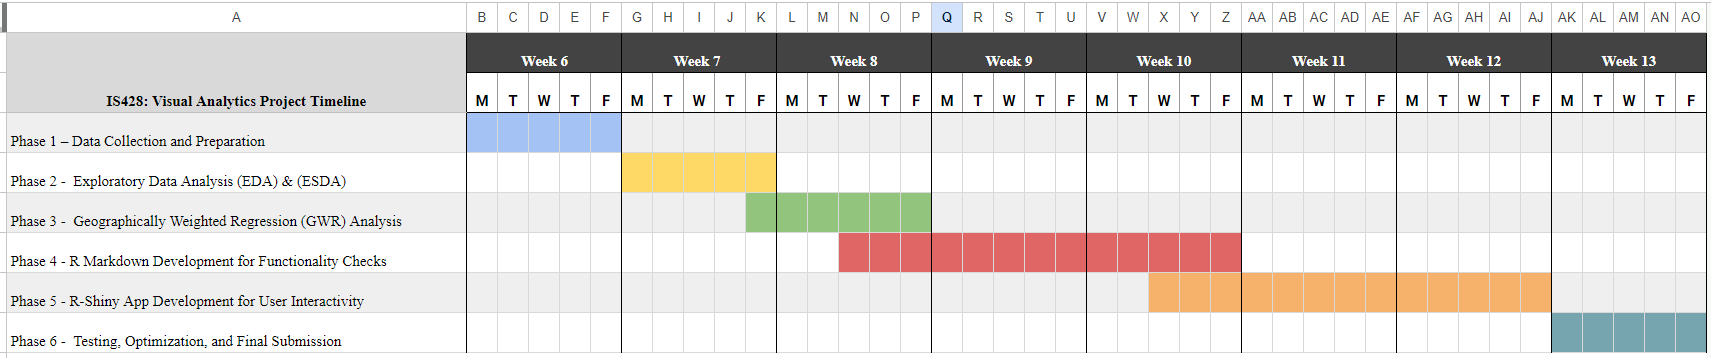 A B C D E F G H I J K L M N O P Q R S T U V W X Y Z AA AB AC AD AE AF AG AH AI AJ AK AL AM AN AO
Week 6 Week 7 Week 8 Week 9 Week 10 Week 11 Week 12 Week 13
IS428: Visual Analytics Project Timeline M T W T F M T W T F M T W T F M T W T F M T W T F M T W T F M T W T F M T W T F
Phase 1 – Data Collection and Preparation
Phase 2 - Exploratory Data Analysis (EDA) & (ESDA)
Phase 3 - Geographically Weighted Regression (GWR) Analysis
Phase 4 - R Markdown Development for Functionality Checks
Phase 5 - R-Shiny App Development for User Interactivity
Phase 6 - Testing, Optimization, and Final Submission